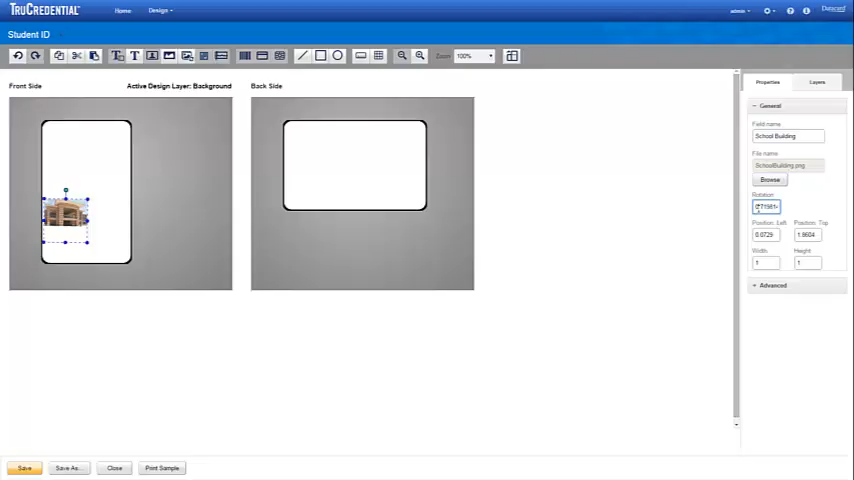 TRUCREDENTIAL
Home
Design
admin
Datacard
Student ID
Zoom
100%
Front Side
Active Design Layer: Background
Back Side
Properties
Layers
General
Field name
School Building
File name
SchoolBuilding.png
Browse
Rotation
Position: Left
Position: Top
0.0729
1.8604
Width
Height
1
1
Advanced
Save
Save As...
Close
Print Sample